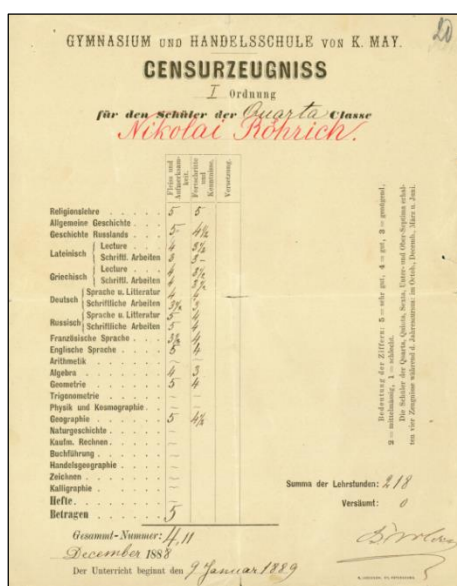 20
GYMNASIUM UND HANDELSSCHULE VON K. MAY.
CENSURZEUGNISS
I Ordnung
für den Schüler der Quarta Classe
Nikolai Röhrich.
Fleiss und Aufmerksamkeit.
Fortschritte und Kenntnisse.
Versetzung.
Religionslehre . . . . . 5 5
Allgemeine Geschichte . . . .
Geschichte Russlands . . . . 5- 4½
Lateinisch Lecture . . . . 4 3½
Schriftl. Arbeiten 3 3-
Griechisch Lecture . . . . 4 3½
Schriftl. Arbeiten 4 3½
Deutsch Sprache u. Litteratur 4 4
Schriftliche Arbeiten 3½ 3
Russisch Sprache u. Litteratur 5 4
Schriftliche Arbeiten 5 4
Französische Sprache . . . . 3½ 4
Englische Sprache . . . . 5 4
Arithmetik . . . . —
Algebra . . . . 4 3
Geometrie . . . . 5 4
Trigonometrie . . . . —
Physik und Kosmographie . . —
Geographie . . . . 5 4½
Naturgeschichte . . . . —
Kaufm. Rechnen . . . . —
Buchführung . . . . —
Handelsgeographie . . . . —
Zeichnen . . . . —
Kalligraphie . . . . —
Hefte . . . . —
Betragen . . . . 5
Bedeutung der Ziffern: 5 = sehr gut, 4 = gut, 3 = genügend,
2 = mittelmässig, 1 = schlecht.
Die Schüler der Quarta, Quinta, Sexta, Unter- und Ober-Septima erhal-
ten vier Zeugnisse während d. Jahrescursus: im Octob., Decemb., März u. Juni.
Summa der Lehrstunden: 218
Versäumt: 0
Gesammt-Nummer: 4,11
December 1888
Der Unterricht beginnt den 9 Januar 1889